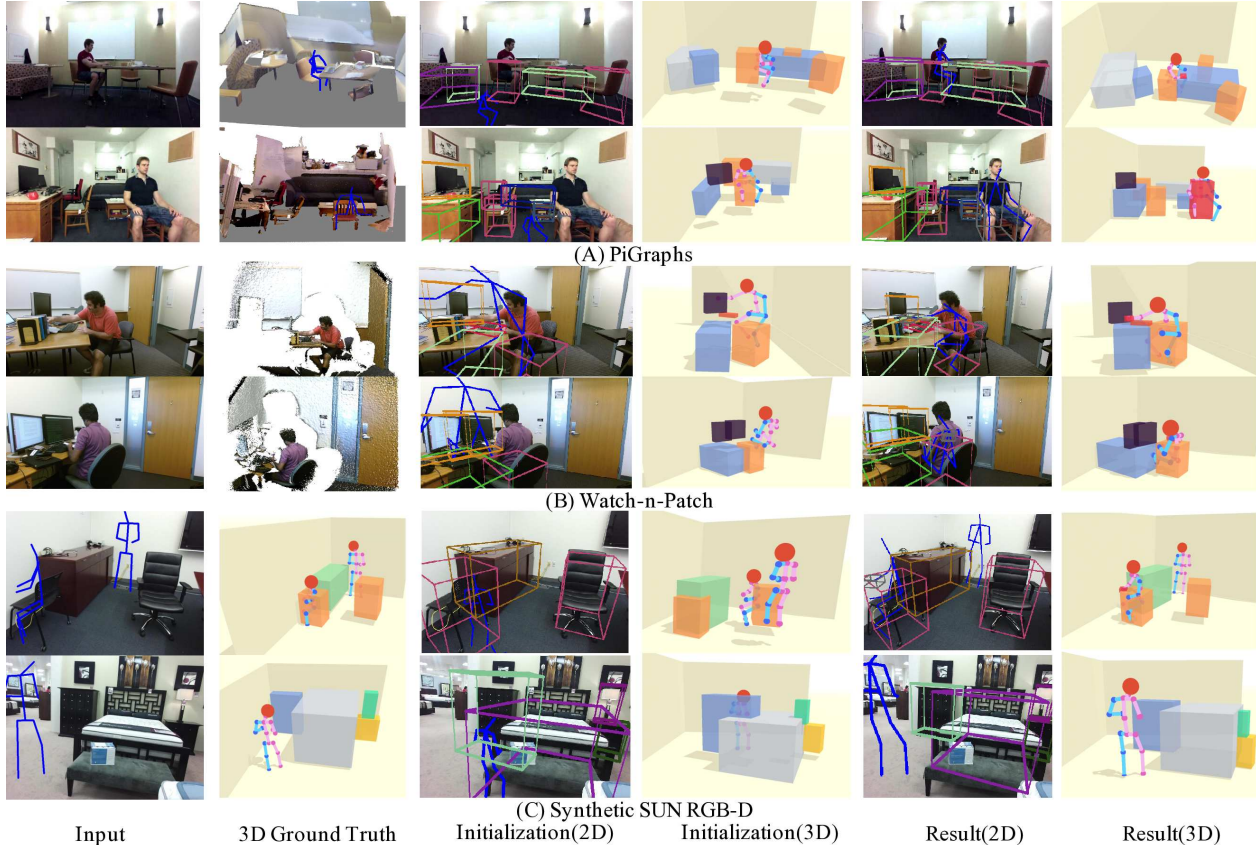 (A) PiGraphs
(B) Watch-n-Patch
(C) Synthetic SUN RGB-D
Input
3D Ground Truth
Initialization(2D)
Initialization(3D)
Result(2D)
Result(3D)